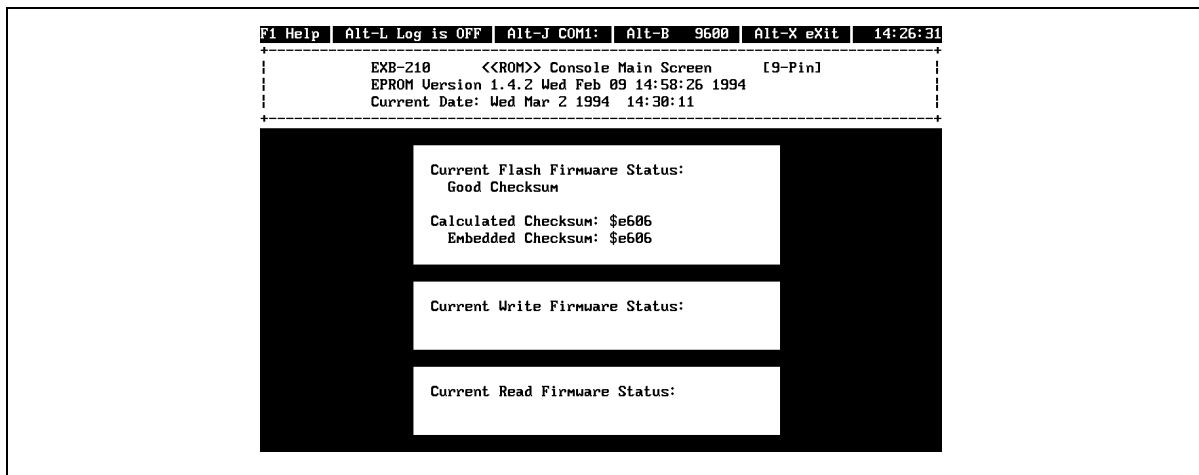 F1 Help | Alt-L Log is OFF | Alt-J COM1: | Alt-B 9600 | Alt-X eXit | 14:26:31
EXB-210 <<ROM>> Console Main Screen [9-Pin]
EPROM Version 1.4.2 Wed Feb 09 14:58:26 1994
Current Date: Wed Mar 2 1994 14:30:11
Current Flash Firmware Status:
Good Checksum
Calculated Checksum: $e606
Embedded Checksum: $e606
Current Write Firmware Status:
Current Read Firmware Status: